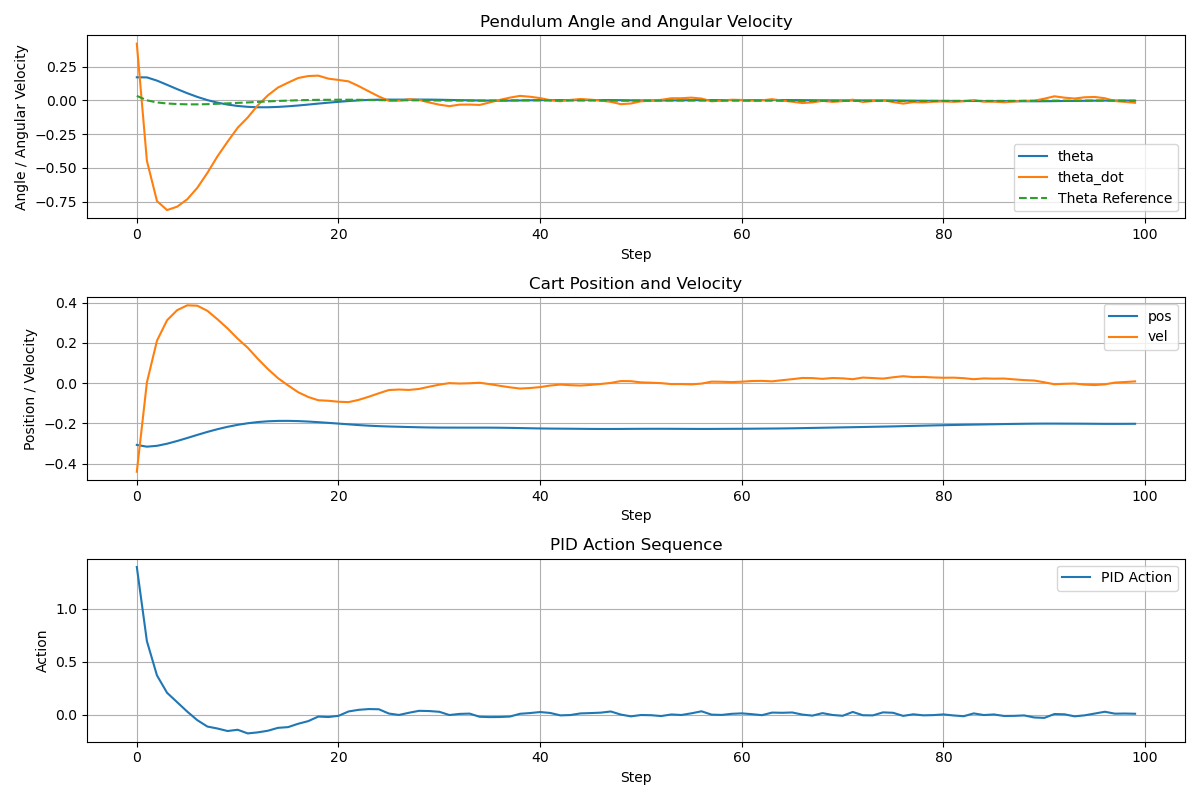 Pendulum Angle and Angular Velocity
Angle / Angular Velocity
0.25
0.00
−0.25
−0.50
−0.75
theta
theta_dot
Theta Reference
0 20 40 60 80 100
Step
Cart Position and Velocity
Position / Velocity
0.4
0.2
0.0
−0.2
−0.4
pos
vel
0 20 40 60 80 100
Step
PID Action Sequence
Action
1.0
0.5
0.0
PID Action
0 20 40 60 80 100
Step